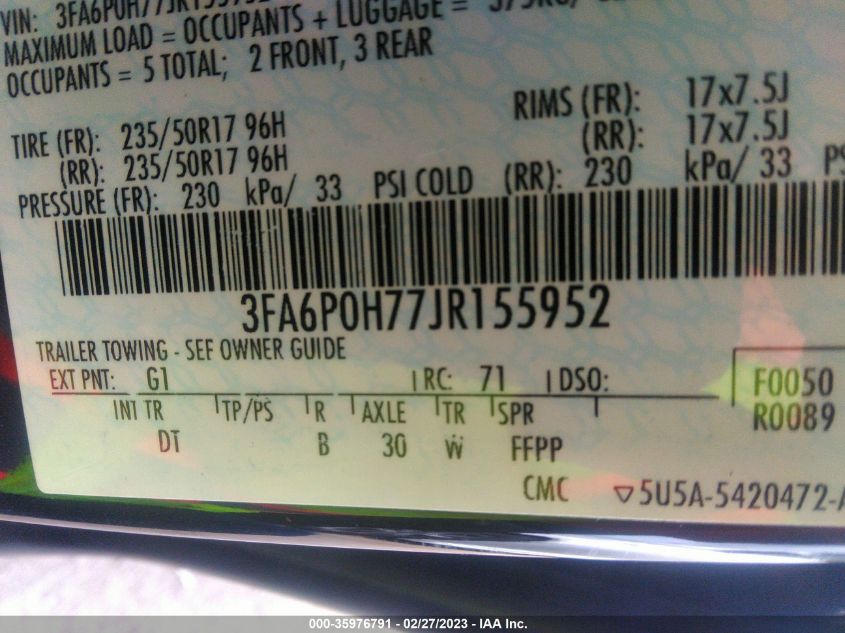 VIN: 3FA6P0H77JR155952
MAXIMUM LOAD = OCCUPANTS + LUGGAGE =
OCCUPANTS = 5 TOTAL; 2 FRONT, 3 REAR
TIRE (FR): 235/50R17 96H RIMS (FR): 17x7.5J
(RR): 235/50R17 96H (RR): 17x7.5J
PRESSURE (FR): 230 kPa/ 33 PSI COLD (RR): 230 kPa/ 33 PS
3FA6P0H77JR155952
TRAILER TOWING - SEE OWNER GUIDE
EXT PNT: G1 RC: 71 DSO: F0050
INT TR TP/PS R AXLE TR SPR R0089
DT B 30 W FFPP
CMC ▽5U5A-5420472-A
000-35976791 - 02/27/2023 - IAA Inc.